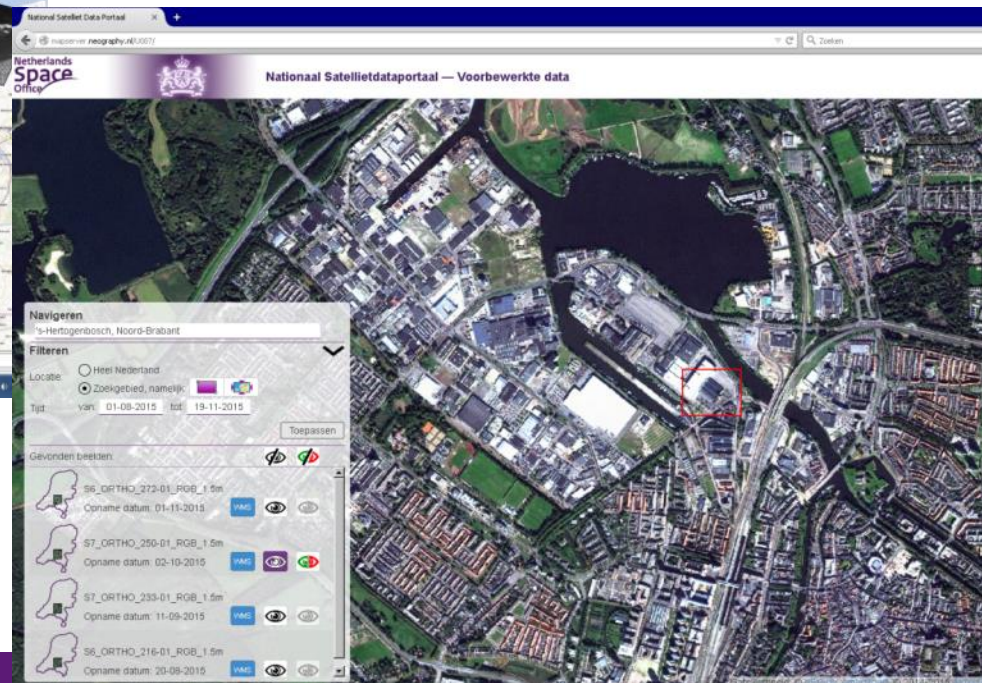 National Satelliet Data Portaal
mapserver.neography.nl/U007/
Zoeken
Netherlands
Space
Office
Nationaal Satellietdataportaal — Voorbewerkte data
Navigeren
's-Hertogenbosch, Noord-Brabant
Filteren
Locatie:
Heel Nederland
Zoekgebied, namelijk:
Tijd:
van: 01-08-2015 tot: 19-11-2015
Toepassen
Gevonden beelden:
S6_ORTHO_272-01_RGB_1.5m
Opname datum: 01-11-2015
WMS
S7_ORTHO_250-01_RGB_1.5m
Opname datum: 02-10-2015
WMS
S7_ORTHO_233-01_RGB_1.5m
Opname datum: 11-09-2015
WMS
S6_ORTHO_216-01_RGB_1.5m
Opname datum: 20-08-2015
WMS